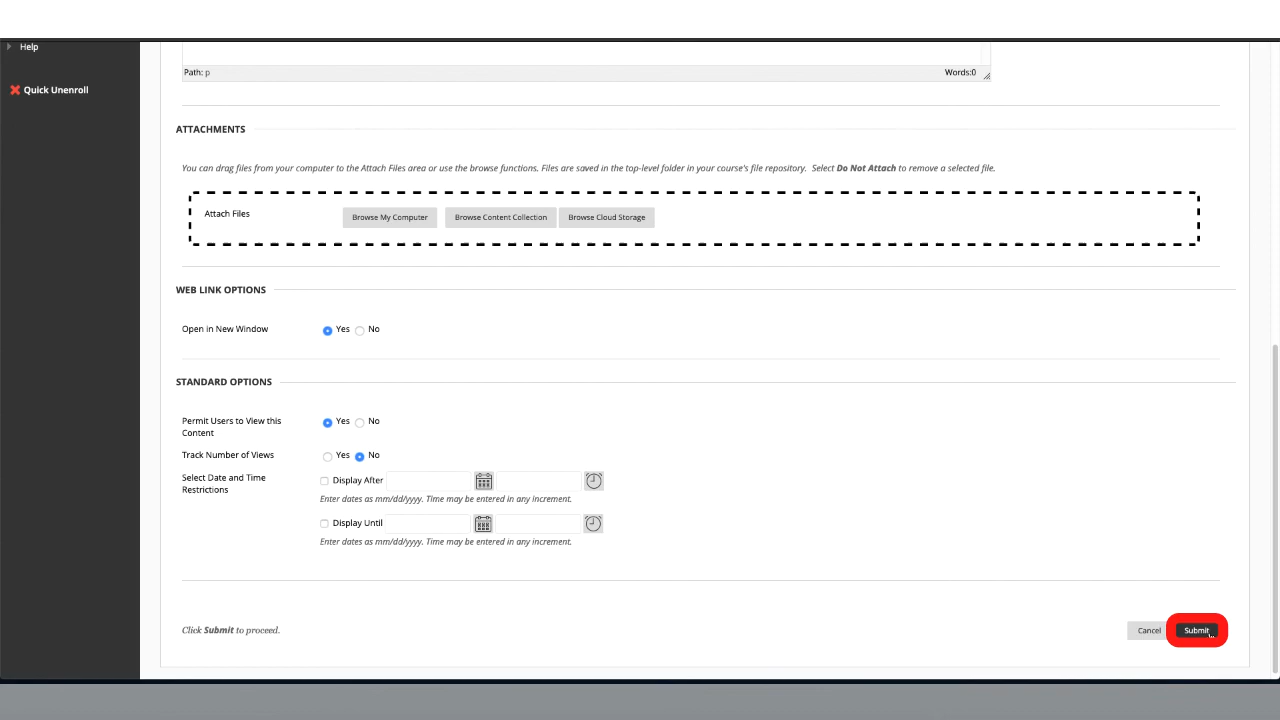 Help
Quick Unenroll
Path: p Words:0
ATTACHMENTS
You can drag files from your computer to the Attach Files area or use the browse functions. Files are saved in the top-level folder in your course's file repository. Select Do Not Attach to remove a selected file.
Attach Files Browse My Computer Browse Content Collection Browse Cloud Storage
WEB LINK OPTIONS
Open in New Window Yes No
STANDARD OPTIONS
Permit Users to View this Yes No
Content
Track Number of Views Yes No
Select Date and Time Display After
Restrictions
Enter dates as mm/dd/yyyy. Time may be entered in any increment.
Display Until
Enter dates as mm/dd/yyyy. Time may be entered in any increment.
Click Submit to proceed. Cancel Submit